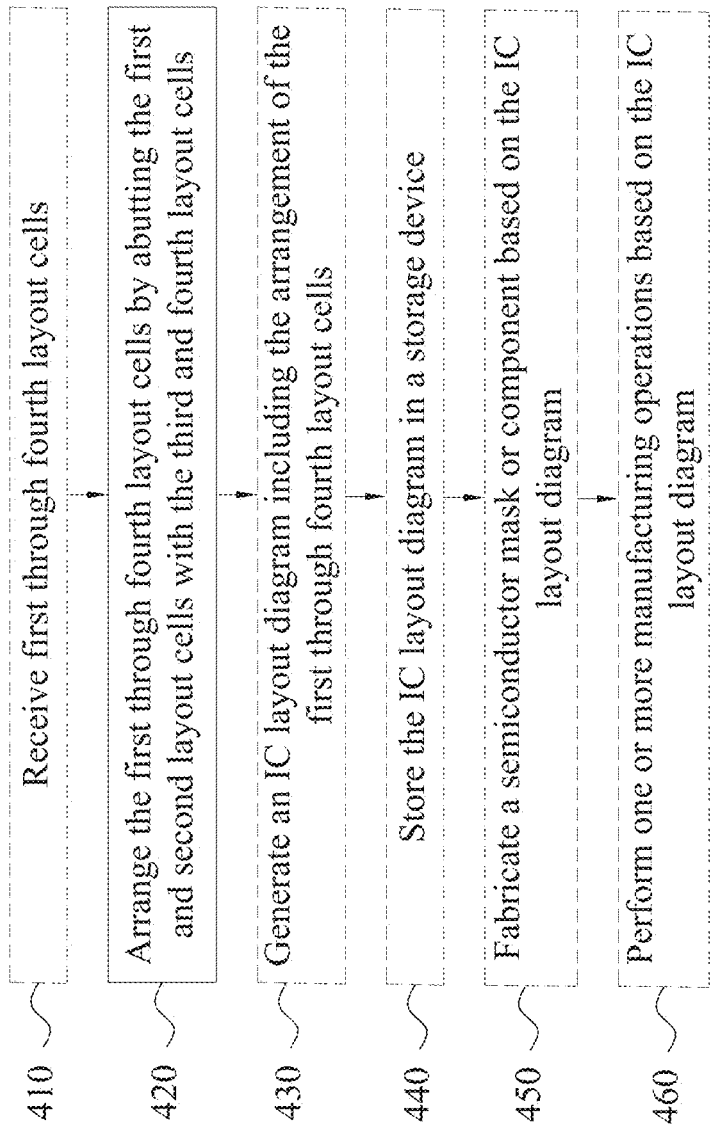 410
Receive first through fourth layout cells
420
Arrange the first through fourth layout cells by abutting the first
and second layout cells with the third and fourth layout cells
430
Generate an IC layout diagram including the arrangement of the
first through fourth layout cells
440
Store the IC layout diagram in a storage device
450
Fabricate a semiconductor mask or component based on the IC
layout diagram
460
Perform one or more manufacturing operations based on the IC
layout diagram